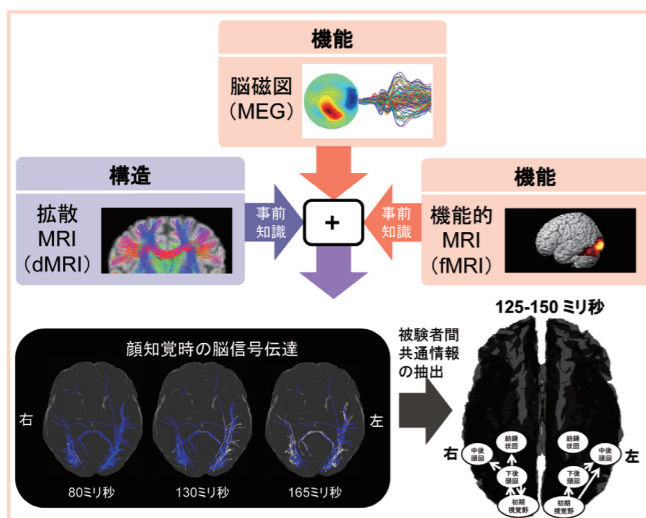 機能
脳磁図
(MEG)
構造
拡散
MRI
(dMRI)
事前
知識
+
事前
知識
機能
機能的
MRI
(fMRI)
顔知覚時の脳信号伝達
右
左
80ミリ秒
130ミリ秒
165ミリ秒
被験者間
共通情報
の抽出
125-150 ミリ秒
右
左
紡錘
状回
紡錘
状回
中後
頭回
中後
頭回
下後
頭回
下後
頭回
初期
視覚野
初期
視覚野